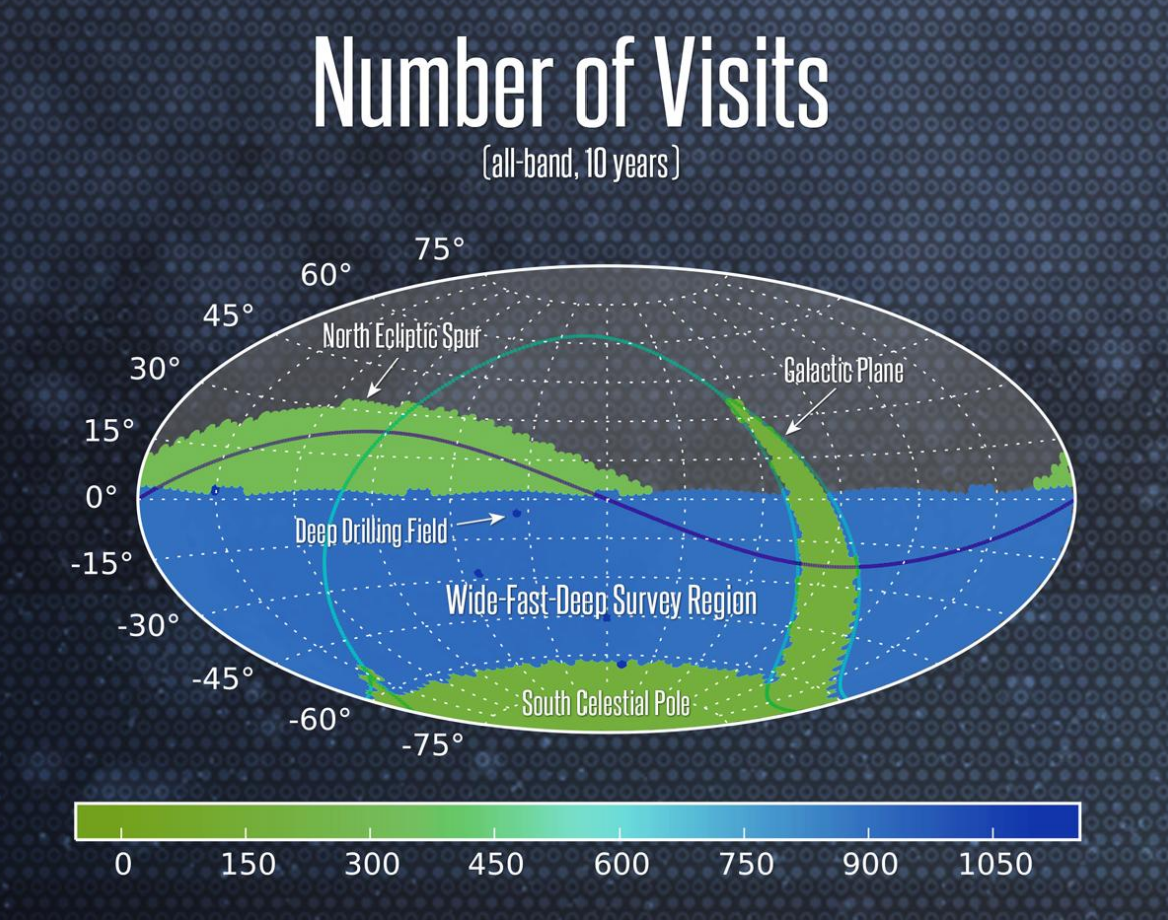 Number of Visits
(all-band, 10 years)
75°
60°
45°
North Ecliptic Spur
30°
Galactic Plane
15°
0°
Deep Drilling Field
-15°
Wide-Fast-Deep Survey Region
-30°
-45°
South Celestial Pole
-60°
-75°
0 150 300 450 600 750 900 1050